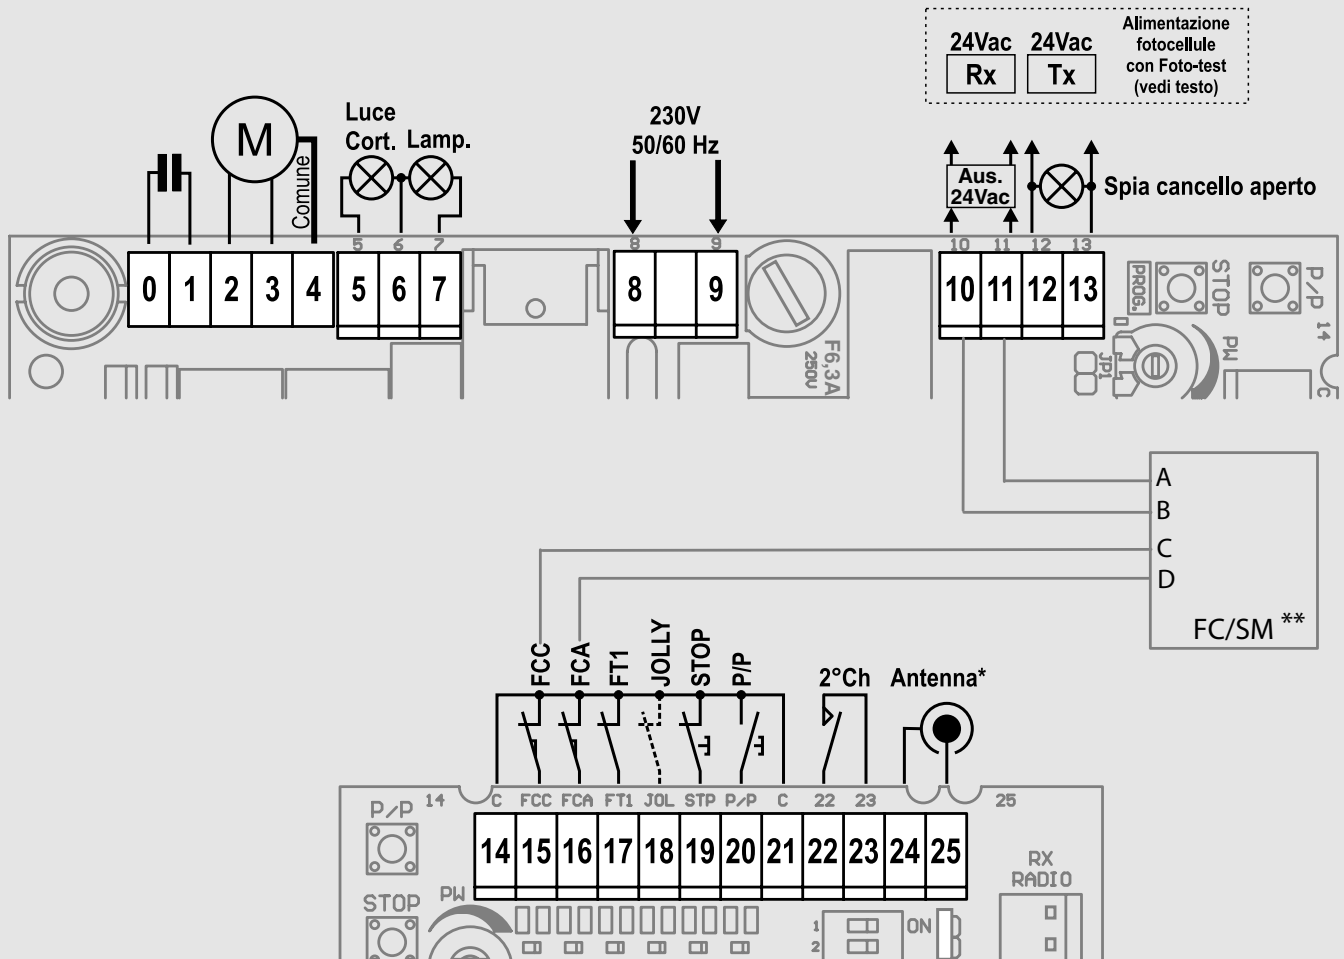 24Vac 24Vac
Rx Tx
Alimentazione
fotocellule
con Foto-test
(vedi testo)
M
Comune
Luce
Cort. Lamp.
230V
50/60 Hz
Aus.
24Vac
Spia cancello aperto
5 6 7 8 9 10 11 12 13
0 1 2 3 4 5 6 7 8 9 10 11 12 13
PROG.
STOP
P/P
F6,3A
250V
JP1
PW
14
C
A
B
C
D
FC/SM **
FCC
FCA
FT1
JOLLY
STOP
P/P
2°Ch Antenna*
14 C FCC FCA FT1 JOL STP P/P C 22 23 25
P/P
14 15 16 17 18 19 20 21 22 23 24 25
STOP
PW
RX
RADIO
1
2
ON